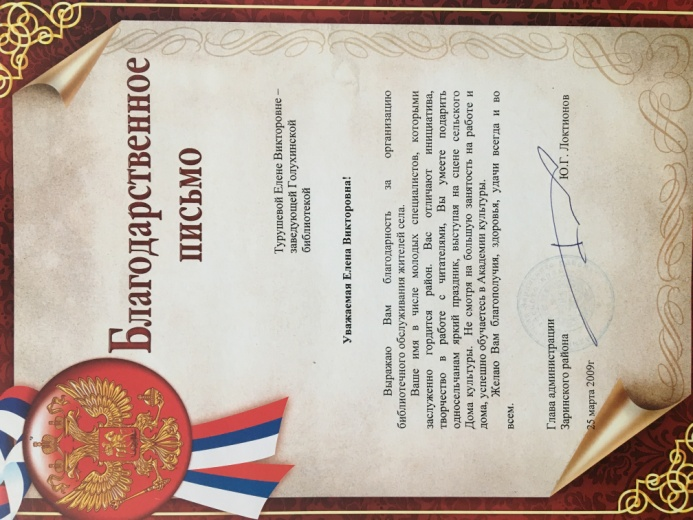 Благодарственное
письмо
Турушевой Елене Викторовне –
заведующей Голухинской
библиотекой
Уважаемая Елена Викторовна!
Выражаю Вам благодарность за организацию
библиотечного обслуживания жителей села.
Ваше имя в числе молодых специалистов, которыми
заслуженно гордится район. Вас отличают инициатива,
творчество в работе с читателями, Вы умеете подарить
односельчанам яркий праздник, выступая на сцене сельского
Дома культуры. Не смотря на большую занятость на работе и
дома, успешно обучаетесь в Академии культуры.
Желаю Вам благополучия, здоровья, удачи всегда и во
всем.
Глава администрации
Заринского района Ю.Г. Локтионов
25 марта 2009г